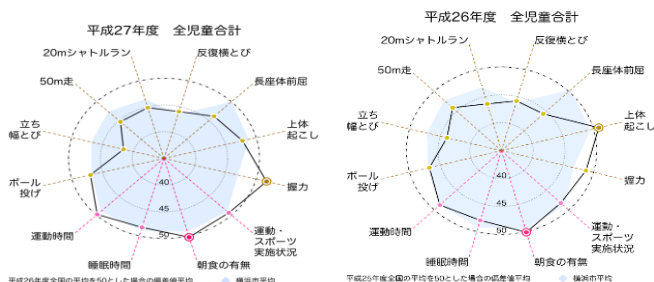 平成27年度 全児童合計
20mシャトルラン
反復横とび
50m走
長座体前屈
立ち
幅とび
上体
起こし
ボール
投げ
握力
運動時間
運動・
スポーツ
実施状況
睡眠時間
朝食の有無
40
45
50
平成26年度全国の平均を50とした場合の偏差値平均
横浜市平均
平成26年度 全児童合計
20mシャトルラン
反復横とび
50m走
長座体前屈
立ち
幅とび
上体
起こし
ボール
投げ
握力
運動時間
運動・
スポーツ
実施状況
睡眠時間
朝食の有無
40
45
50
平成25年度全国の平均を50とした場合の偏差値平均
横浜市平均